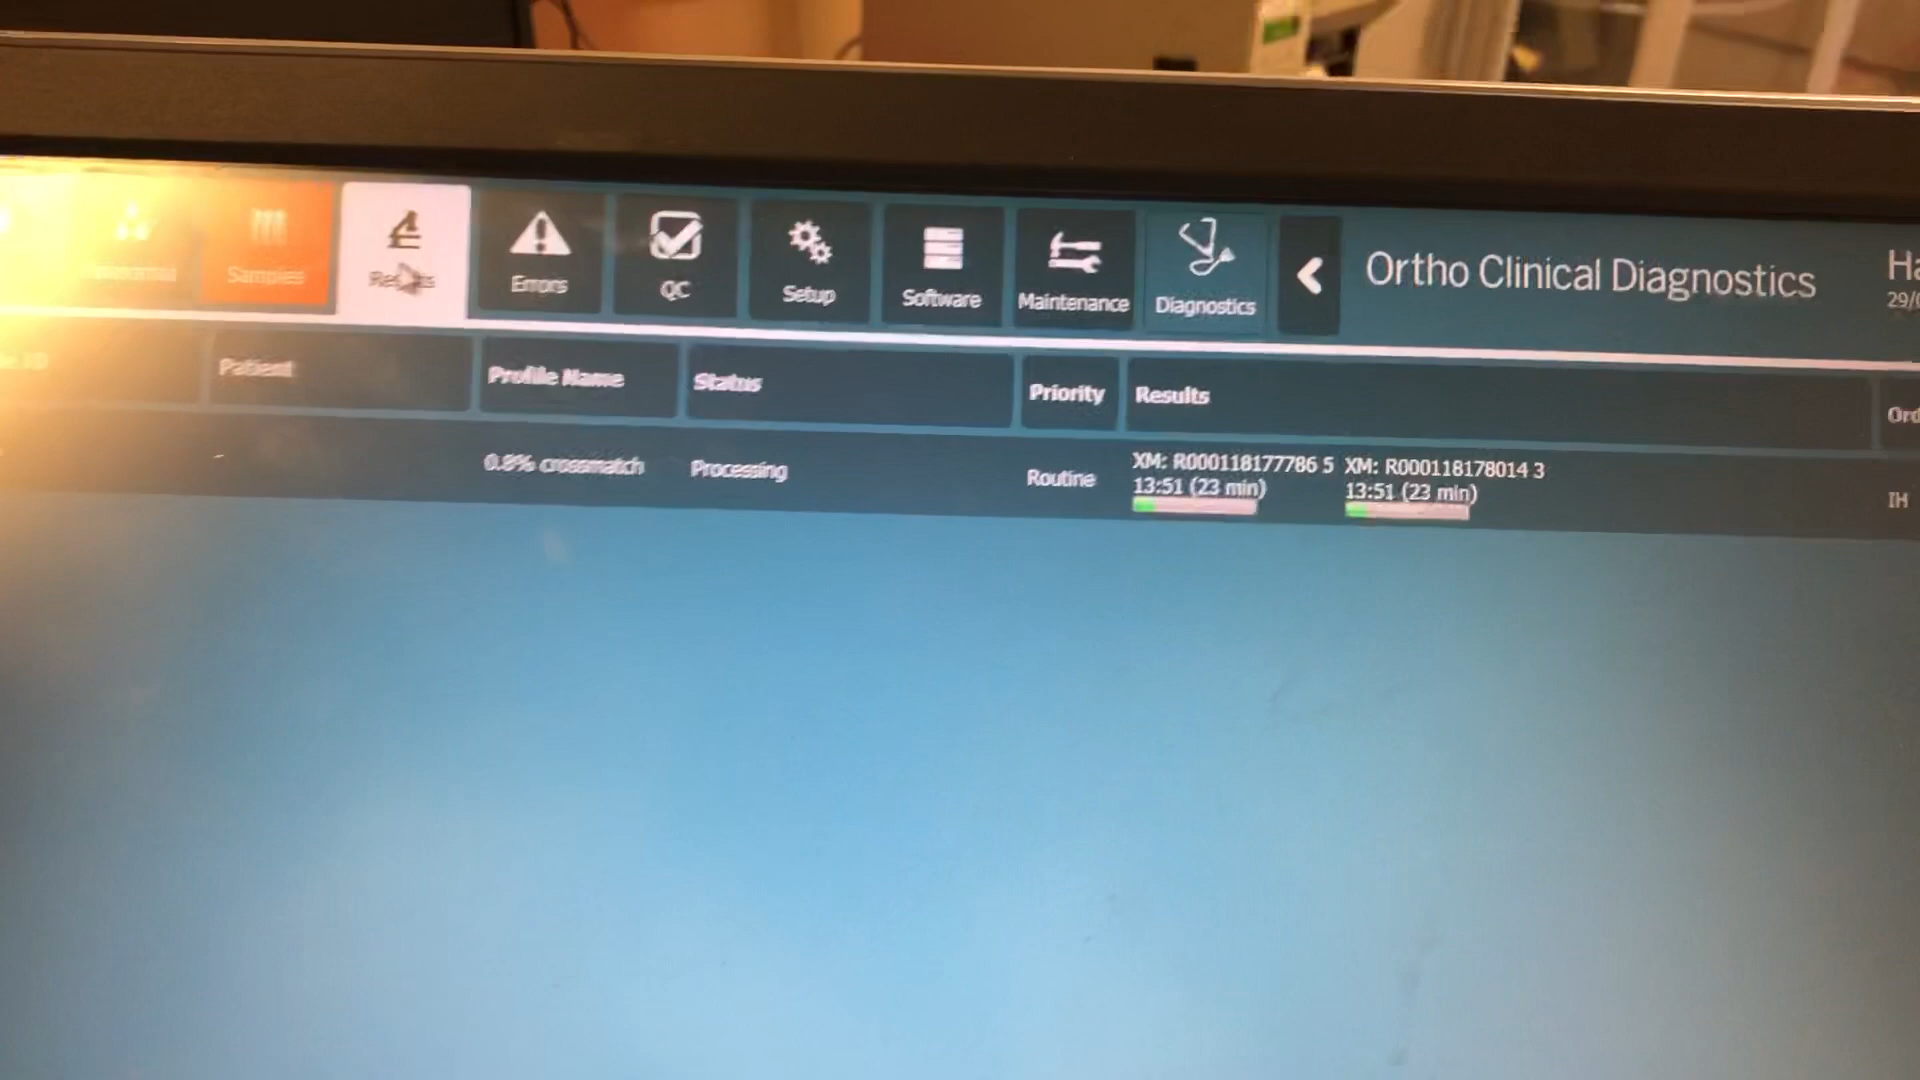 Samples
Results
Errors
QC
Setup
Software
Maintenance
Diagnostics
Ortho Clinical Diagnostics
Patient
Profile Name
Status
Priority
Results
0.8% crossmatch
Processing
Routine
XM: R000118177786 5
13:51 (23 min)
XM: R000118178014 3
13:51 (23 min)
IH